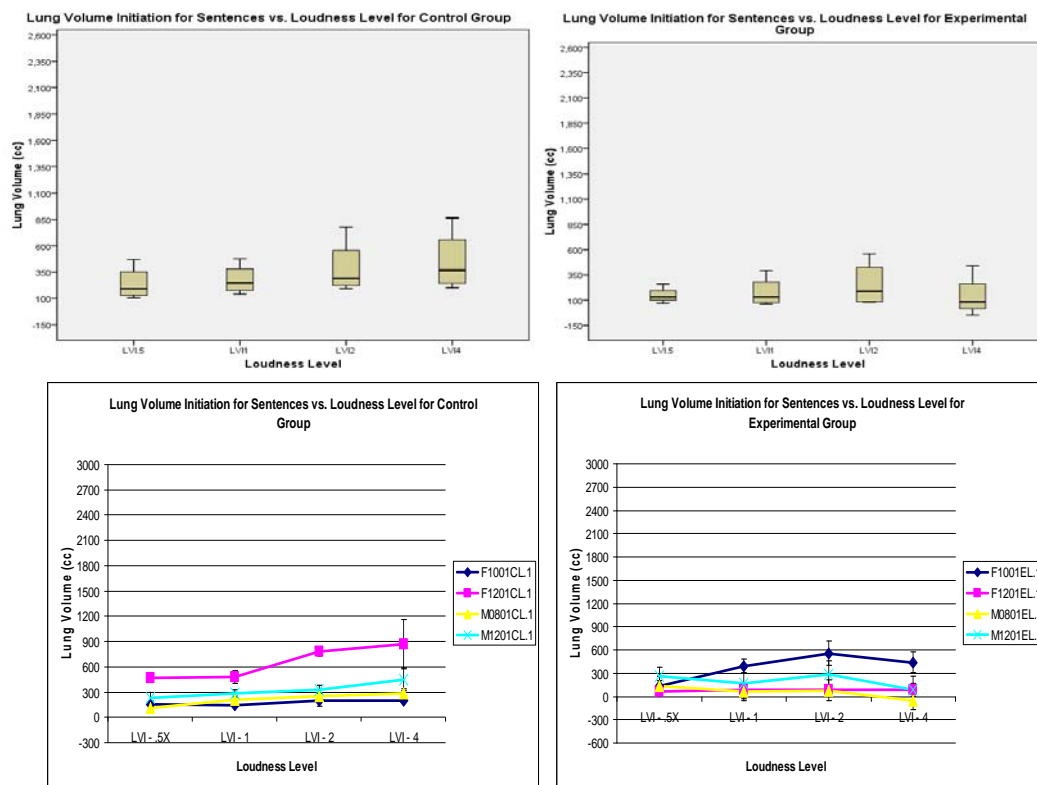 Lung Volume Initiation for Sentences vs. Loudness Level for Control Group
2,600
2,350
2,100
1,850
1,600
1,350
1,100
850
600
350
100
-150
Lung Volume (cc)
LVI.5 LVI1 LVI2 LVI4
Loudness Level
Lung Volume Initiation for Sentences vs. Loudness Level for Experimental
Group
2,600
2,350
2,100
1,850
1,600
1,350
1,100
850
600
350
100
-150
Lung Volume (cc)
LVI.5 LVI1 LVI2 LVI4
Loudness Level
Lung Volume Initiation for Sentences vs. Loudness Level for Control
Group
3000
2700
2400
2100
1800
1500
1200
900
600
300
0
-300
Lung Volume (cc)
LVI - .5X LVI - 1 LVI - 2 LVI - 4
Loudness Level
F1001CL.1
F1201CL.1
M0801CL.1
M1201CL.1
Lung Volume Initiation for Sentences vs. Loudness Level for
Experimental Group
3000
2700
2400
2100
1800
1500
1200
900
600
300
0
-300
-600
Lung Volume (cc)
LVI - .5X LVI - 1 LVI - 2 LVI - 4
Loudness Level
F1001EL.1
F1201EL.1
M0801EL.
M1201EL.